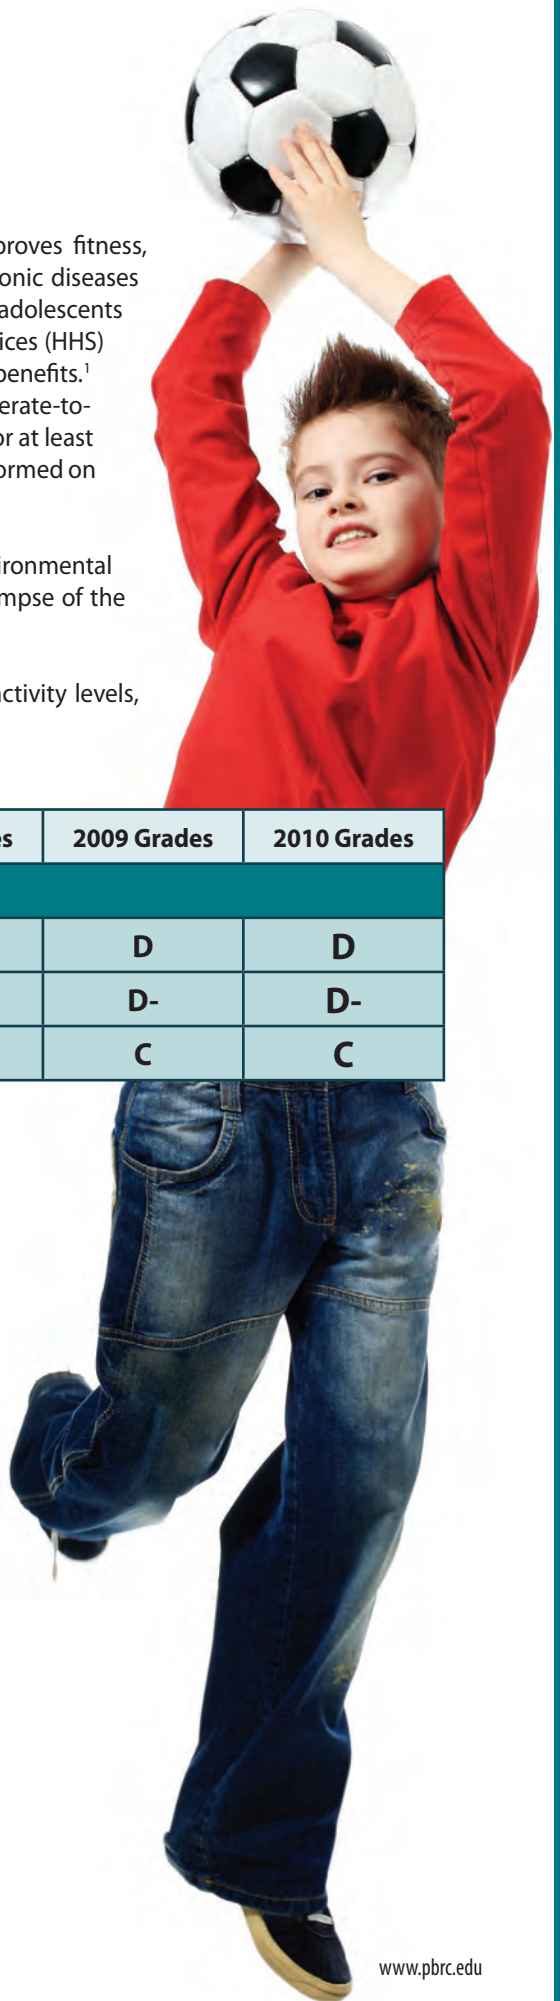 proves fitness,
onic diseases
adolescents
ices (HHS)
benefits.¹
erate-to-
or at least
ormed on
ironmental
mpse of the
ctivity levels,
es 2009 Grades 2010 Grades
D D
D- D-
C C
www.pbrc.edu